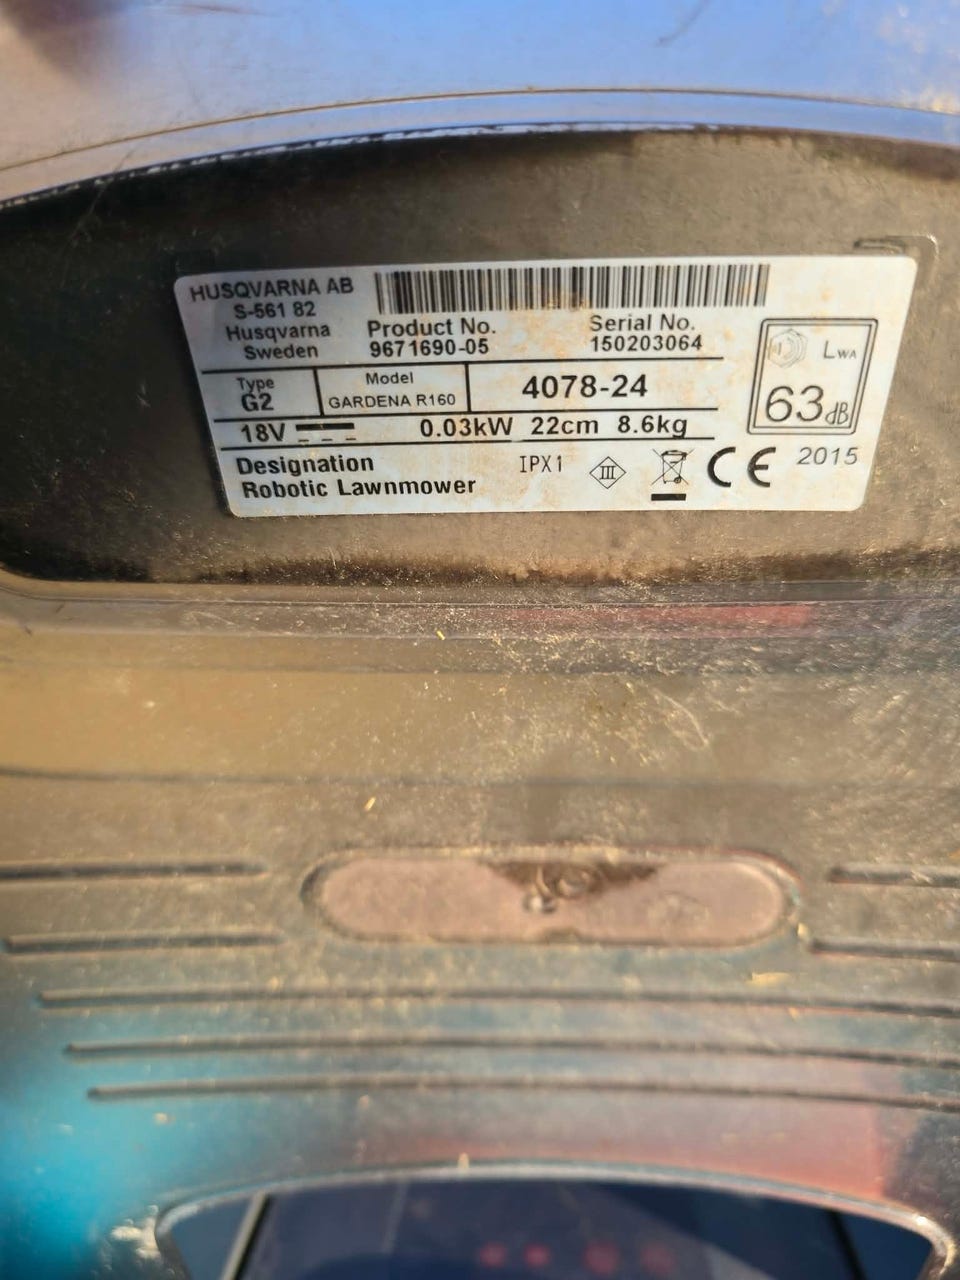 HUSQVARNA AB
S-561 82
Husqvarna
Sweden
Product No.
9671690-05
Serial No.
150203064
Type
G2
Model
GARDENA R160
4078-24
LWA
63dB
18V 0.03kW 22cm 8.6kg
Designation
Robotic Lawnmower
IPX1
III
CE
2015